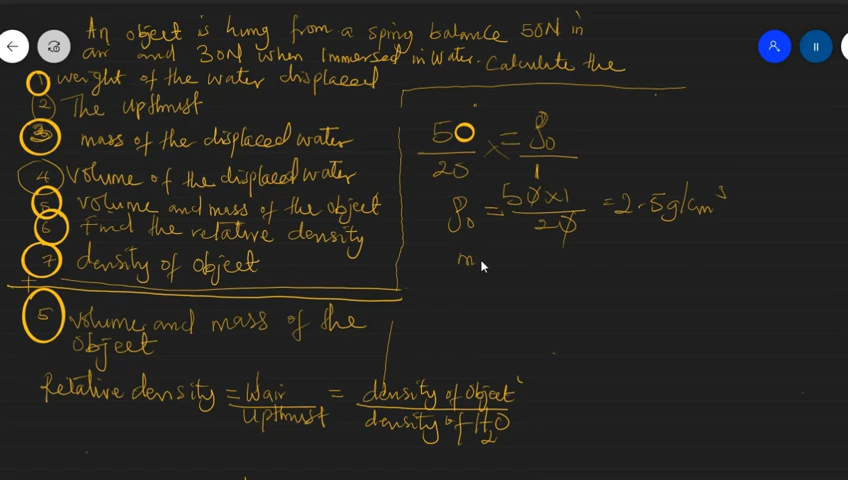 An object is hung from a spring balance 50N in
air and 30N when immersed in water. Calculate the
1 weight of the water displaced
2 The upthrust
3 mass of the displaced water
4 volume of the displaced water
5 volume and mass of the object
6 Find the relative density
7 density of object
50/20 = ρ₀/1
ρ₀ = 50×1/20 = 2.5g/cm³
m
5 volume and mass of the
object
Relative density = Wair/Upthrust = density of object/density of H₂O